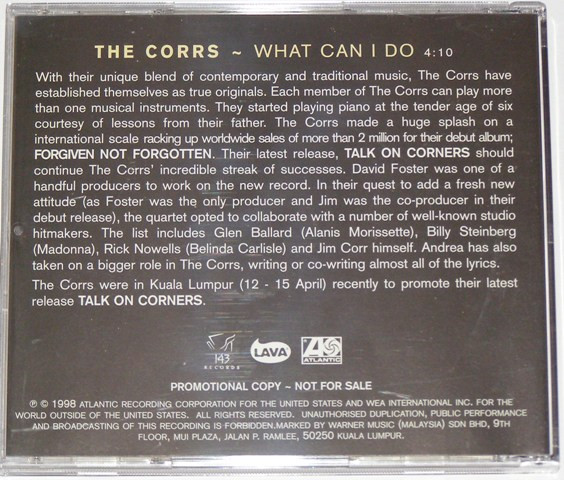 THE CORRS ~ WHAT CAN I DO 4:10
With their unique blend of contemporary and traditional music, The Corrs have
established themselves as true originals. Each member of The Corrs can play more
than one musical instruments. They started playing piano at the tender age of six
courtesy of lessons from their father. The Corrs made a huge splash on a
international scale racking up worldwide sales of more than 2 million for their debut album;
FORGIVEN NOT FORGOTTEN. Their latest release, TALK ON CORNERS should
continue The Corrs' incredible streak of successes. David Foster was one of a
handful producers to work on the new record. In their quest to add a fresh new
attitude (as Foster was the only producer and Jim was the co-producer in their
debut release), the quartet opted to collaborate with a number of well-known studio
hitmakers. The list includes Glen Ballard (Alanis Morissette), Billy Steinberg
(Madonna), Rick Nowells (Belinda Carlisle) and Jim Corr himself. Andrea has also
taken on a bigger role in The Corrs, writing or co-writing almost all of the lyrics.
The Corrs were in Kuala Lumpur (12 - 15 April) recently to promote their latest
release TALK ON CORNERS.
143
RECORDS
LAVA
ATLANTIC
PROMOTIONAL COPY ~ NOT FOR SALE
℗ © 1998 ATLANTIC RECORDING CORPORATION FOR THE UNITED STATES AND WEA INTERNATIONAL INC. FOR THE
WORLD OUTSIDE OF THE UNITED STATES. ALL RIGHTS RESERVED. UNAUTHORISED DUPLICATION, PUBLIC PERFORMANCE
AND BROADCASTING OF THIS RECORDING IS FORBIDDEN.MARKED BY WARNER MUSIC (MALAYSIA) SDN BHD, 9TH
FLOOR, MUI PLAZA, JALAN P. RAMLEE, 50250 KUALA LUMPUR.